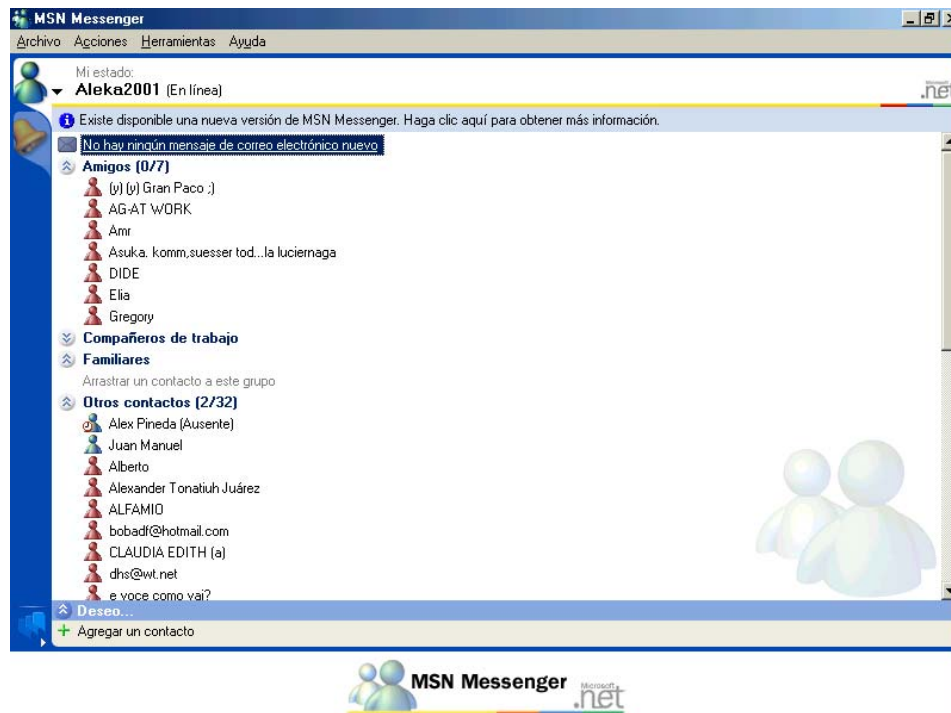 MSN Messenger
Archivo Acciones Herramientas Ayuda
Mi estado:
Aleka2001 (En línea)
Microsoft
.net
Existe disponible una nueva versión de MSN Messenger. Haga clic aquí para obtener más información.
No hay ningún mensaje de correo electrónico nuevo
Amigos (0/7)
(y) (y) Gran Paco ;)
AG-AT WORK
Amr
Asuka. komm,suesser tod...la luciernaga
DIDE
Elia
Gregory
Compañeros de trabajo
Familiares
Arrastrar un contacto a este grupo
Otros contactos (2/32)
Alex Pineda (Ausente)
Juan Manuel
Alberto
Alexander Tonatiuh Juárez
ALFAMIO
bobadf@hotmail.com
CLAUDIA EDITH (a)
dhs@wt.net
e voce como vai?
Deseo...
Agregar un contacto
MSN Messenger Microsoft .net